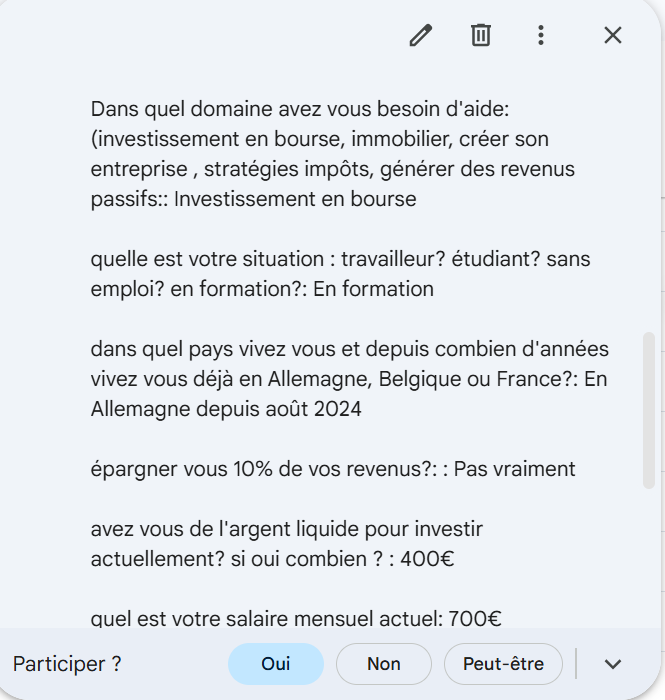 Dans quel domaine avez vous besoin d'aide:
(investissement en bourse, immobilier, créer son
entreprise , stratégies impôts, générer des revenus
passifs:: Investissement en bourse
quelle est votre situation : travailleur? étudiant? sans
emploi? en formation?: En formation
dans quel pays vivez vous et depuis combien d'années
vivez vous déjà en Allemagne, Belgique ou France?: En
Allemagne depuis août 2024
épargner vous 10% de vos revenus?: : Pas vraiment
avez vous de l'argent liquide pour investir
actuellement? si oui combien ? : 400€
quel est votre salaire mensuel actuel: 700€
Participer ?
Oui
Non
Peut-être